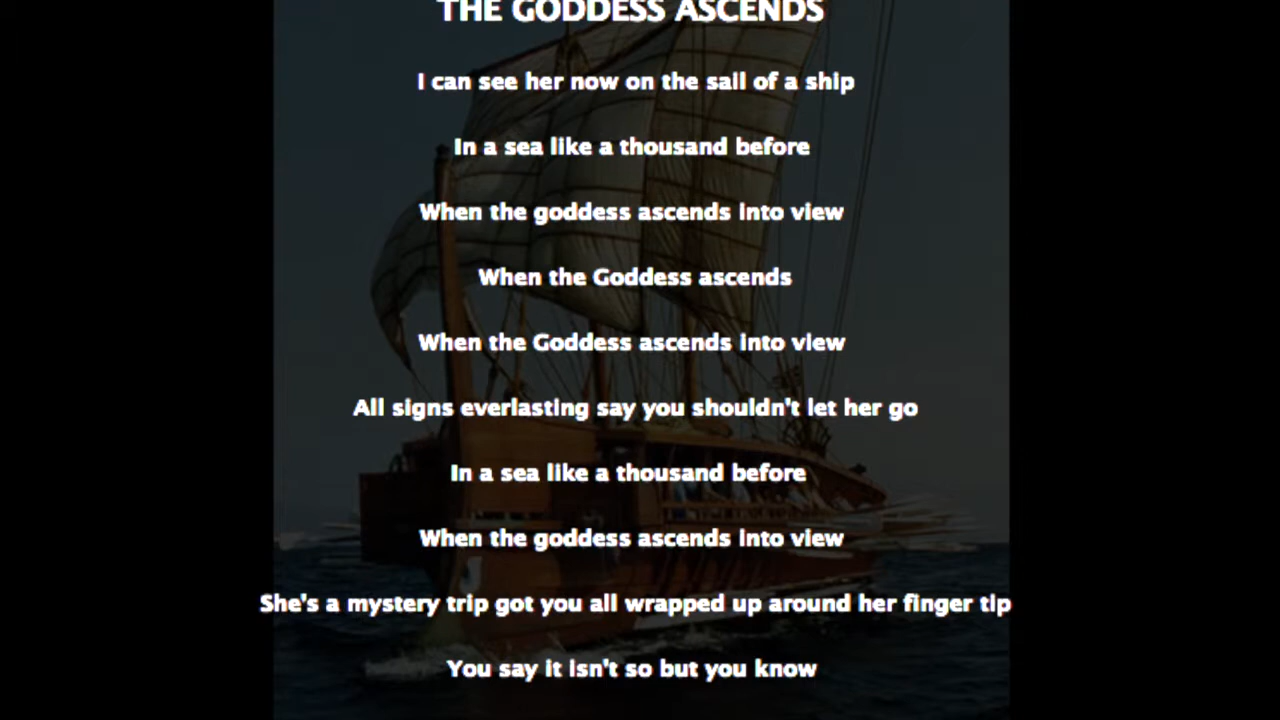 THE GODDESS ASCENDS
I can see her now on the sail of a ship
In a sea like a thousand before
When the goddess ascends into view
When the Goddess ascends
When the Goddess ascends into view
All signs everlasting say you shouldn't let her go
In a sea like a thousand before
When the goddess ascends into view
She's a mystery trip got you all wrapped up around her finger tip
You say it isn't so but you know